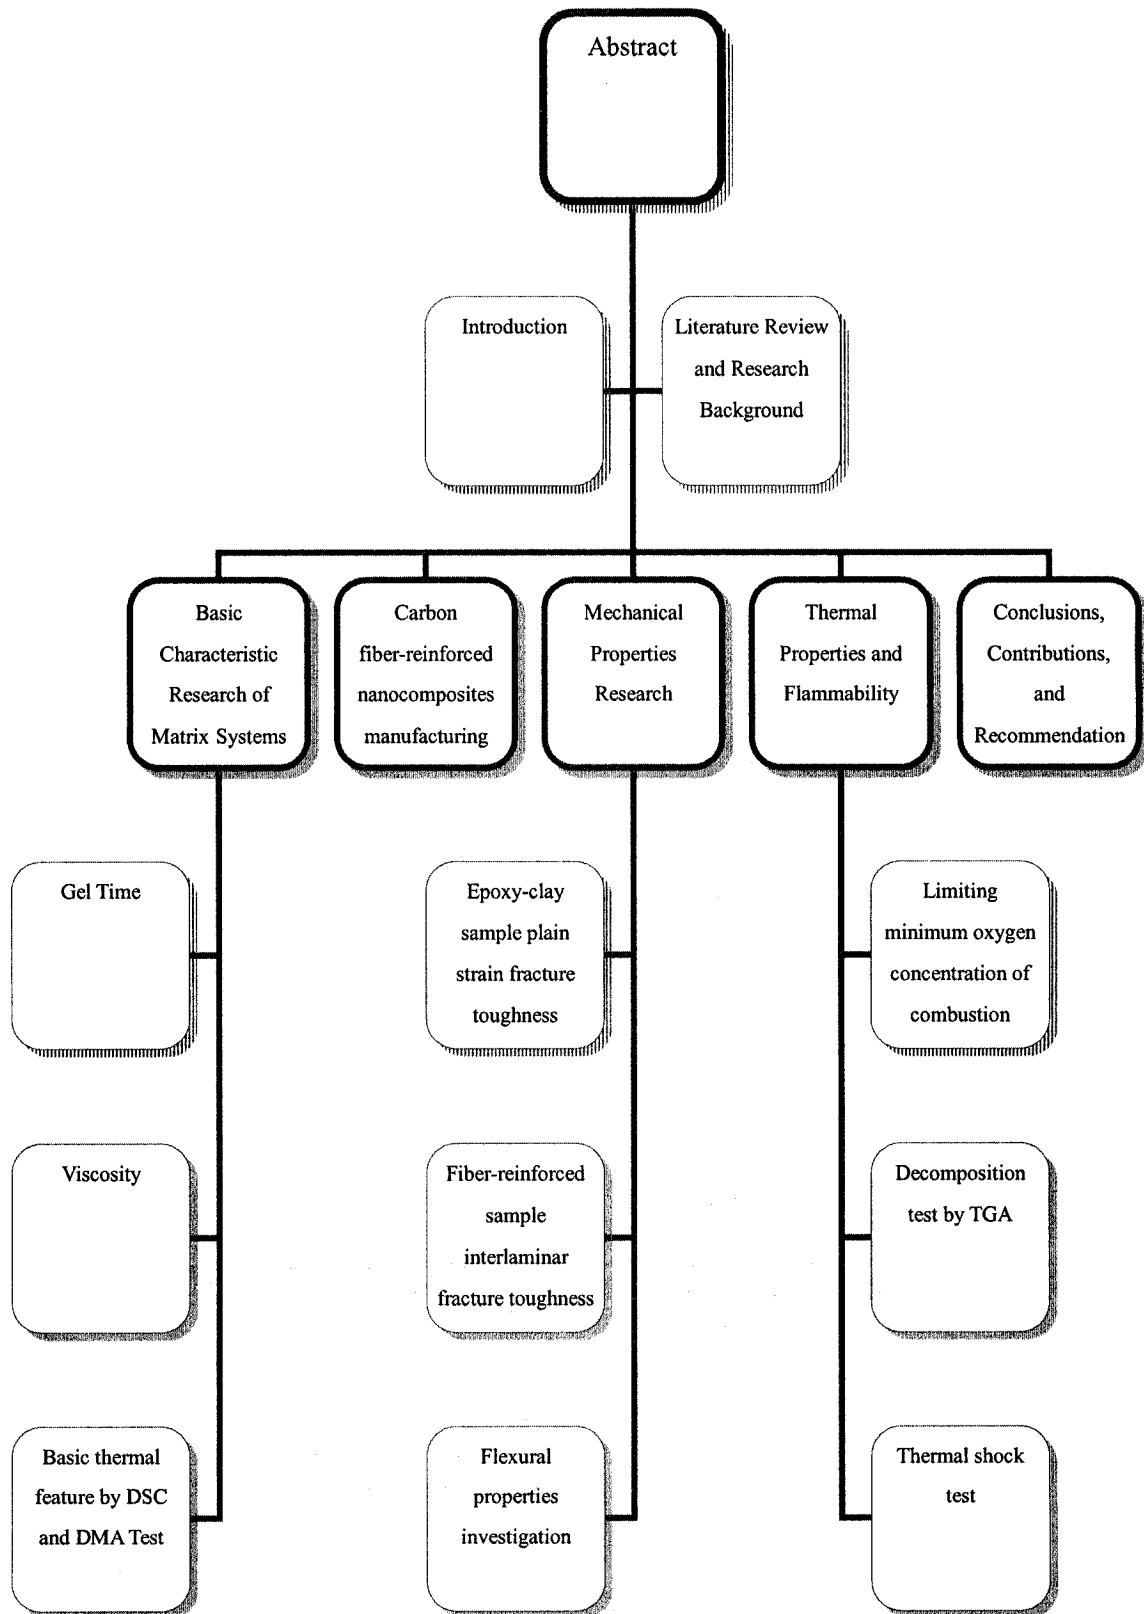 Abstract
Introduction
Literature Review
and Research
Background
Basic
Characteristic
Research of
Matrix Systems
Carbon
fiber-reinforced
nanocomposites
manufacturing
Mechanical
Properties
Research
Thermal
Properties and
Flammability
Conclusions,
Contributions,
and
Recommendation
Gel Time
Epoxy-clay
sample plain
strain fracture
toughness
Limiting
minimum oxygen
concentration of
combustion
Viscosity
Fiber-reinforced
sample
interlaminar
fracture toughness
Decomposition
test by TGA
Basic thermal
feature by DSC
and DMA Test
Flexural
properties
investigation
Thermal shock
test